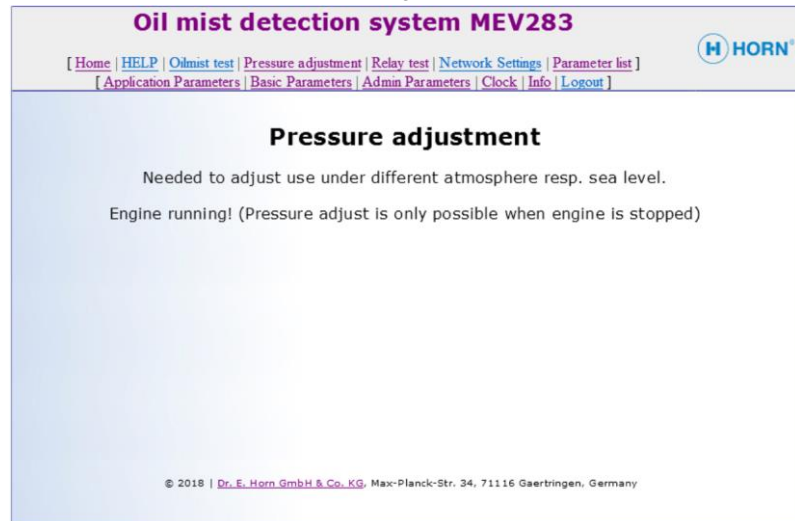 Oil mist detection system MEV283
HORN®
[ Home | HELP | Oilmist test | Pressure adjustment | Relay test | Network Settings | Parameter list ]
[ Application Parameters | Basic Parameters | Admin Parameters | Clock | Info | Logout ]
Pressure adjustment
Needed to adjust use under different atmosphere resp. sea level.
Engine running! (Pressure adjust is only possible when engine is stopped)
© 2018 | Dr. E. Horn GmbH & Co. KG, Max-Planck-Str. 34, 71116 Gaertringen, Germany